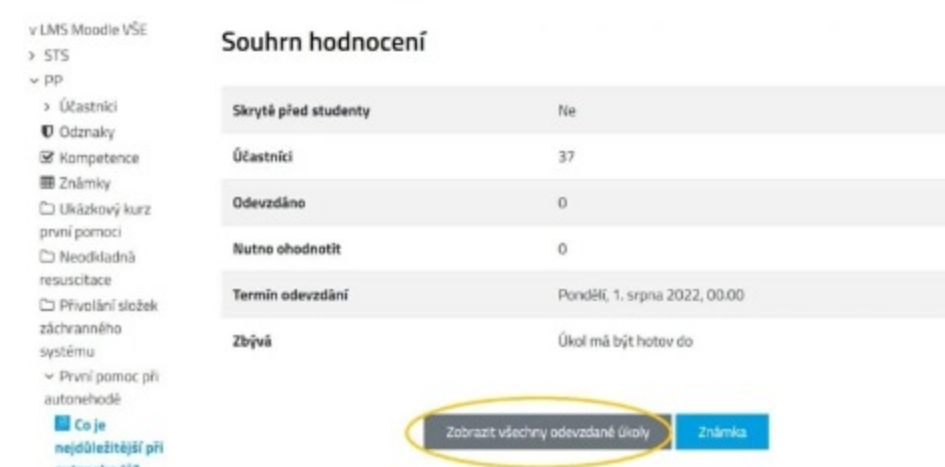 v LMS Moodle VŠE
STS
PP
Účastníci
Odznaky
Kompetence
Známky
Ukázkový kurz
první pomoci
Neodkladná
resuscitace
Přivolání složek
záchranného
systému
První pomoc při
autonehodě
Co je
nejdůležitější při
Souhrn hodnocení
Skrytě před studenty Ne
Účastníci 37
Odevzdáno 0
Nutno ohodnotit 0
Termín odevzdání Pondělí, 1. srpna 2022, 00.00
Zbývá Úkol má být hotov do
Zobrazit všechny odevzdané úkoly Známka